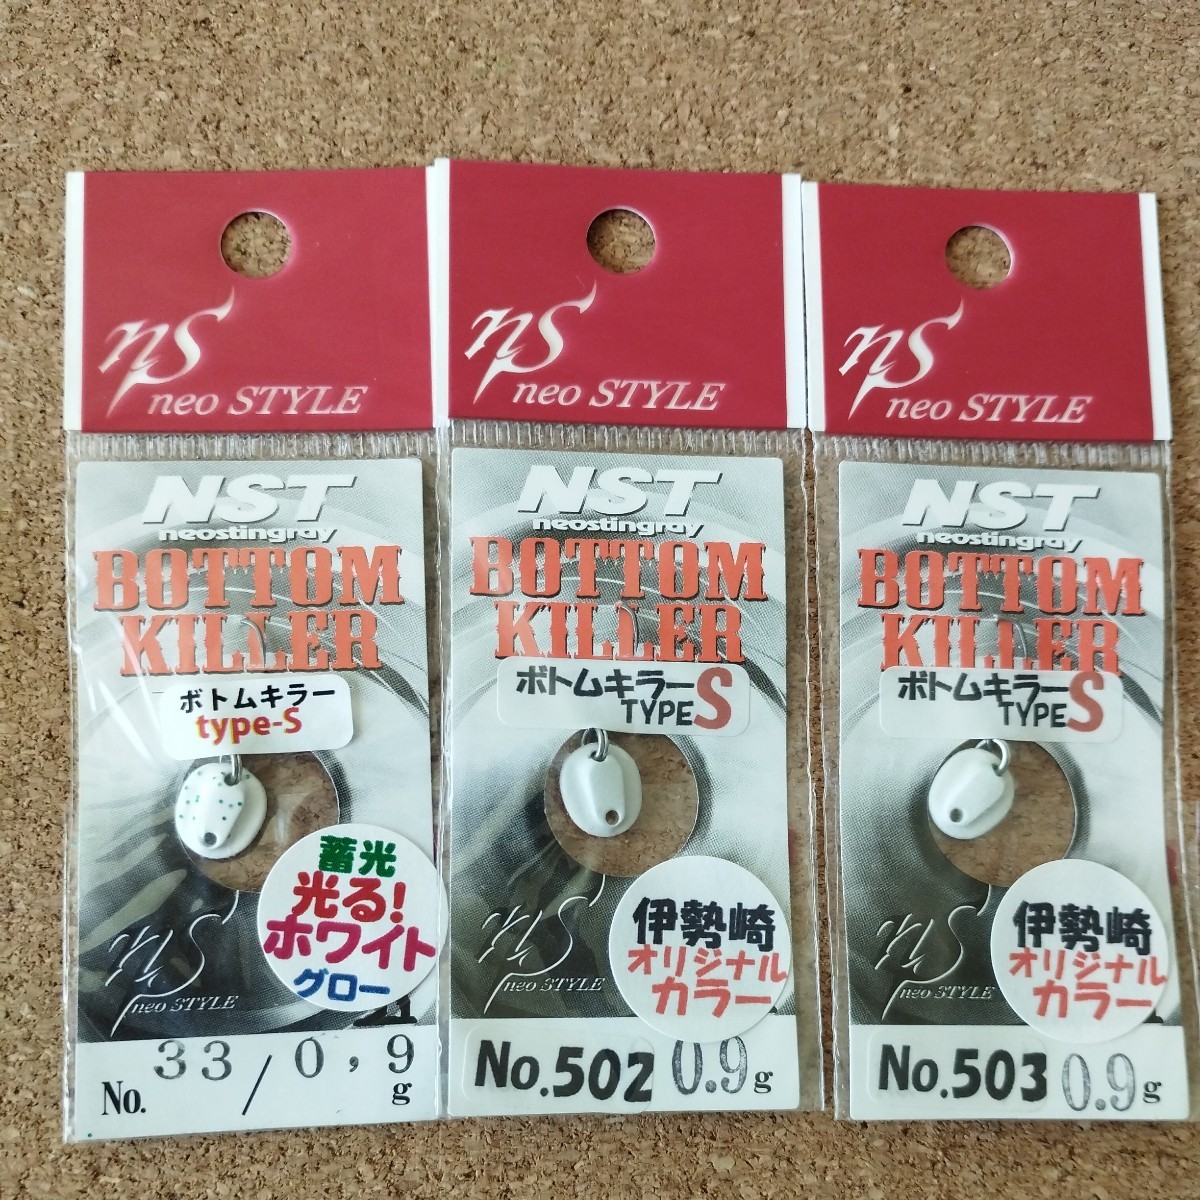 ns
neo STYLE
NST
neostingray
BOTTOM
KILLER
ボトムキラー
type-S
蓄光
光る!
ホワイト
グロー
ns
neo STYLE
No. 33 / 0,9 g
ns
neo STYLE
NST
neostingray
BOTTOM
KILLER
ボトムキラー
TYPE S
伊勢崎
オリジナル
カラー
ns
neo STYLE
No.502 0.9 g
ns
neo STYLE
NST
neostingray
BOTTOM
KILLER
ボトムキラー
TYPE S
伊勢崎
オリジナル
カラー
ns
neo STYLE
No.503 0.9 g